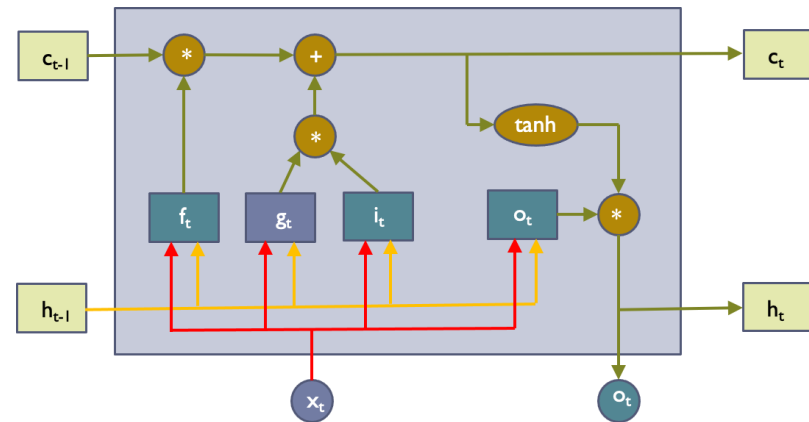 c_{t-1}
*
+
c_t
tanh
*
f_t
g_t
i_t
o_t
*
h_{t-1}
h_t
x_t
o_t